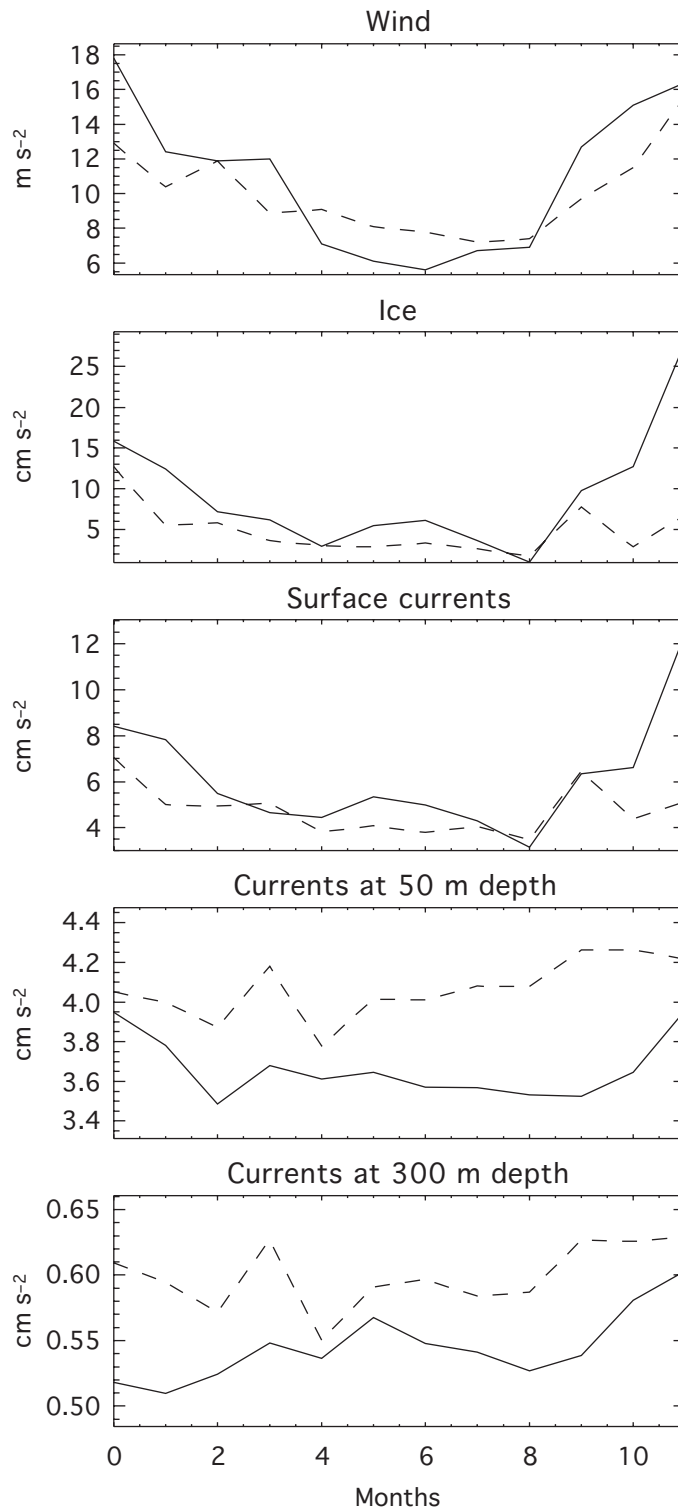 Wind
18
16
14
12
10
8
6
m s⁻²
Ice
25
20
15
10
5
cm s⁻²
Surface currents
12
10
8
6
4
cm s⁻²
Currents at 50 m depth
4.4
4.2
4.0
3.8
3.6
3.4
cm s⁻²
Currents at 300 m depth
0.65
0.60
0.55
0.50
cm s⁻²
0 2 4 6 8 10
Months